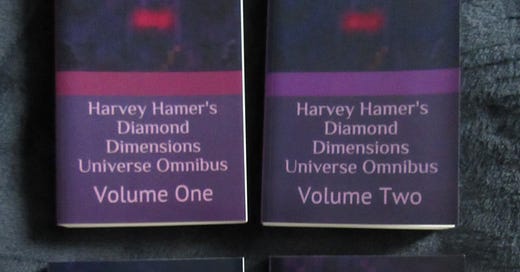 Harvey Hamer's
Diamond
Dimensions
Universe Omnibus
Volume One
Harvey Hamer's
Diamond
Dimensions
Universe Omnibus
Volume Two